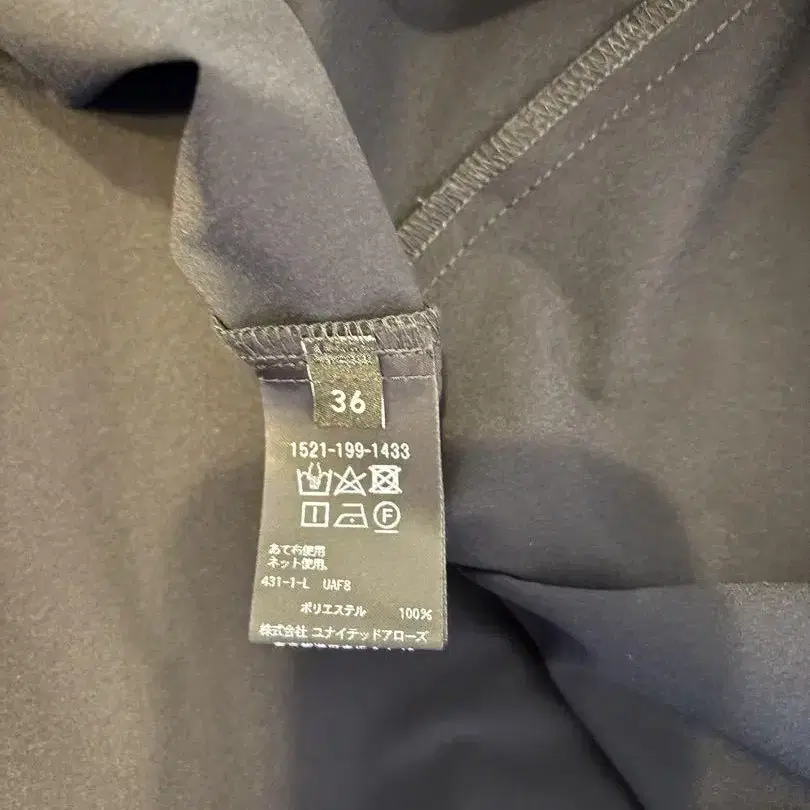 36
1521-199-1433
F
あて布使用
ネット使用。
431-1-L UAF8
ポリエステル 100%
株式会社 ユナイテッドアローズ